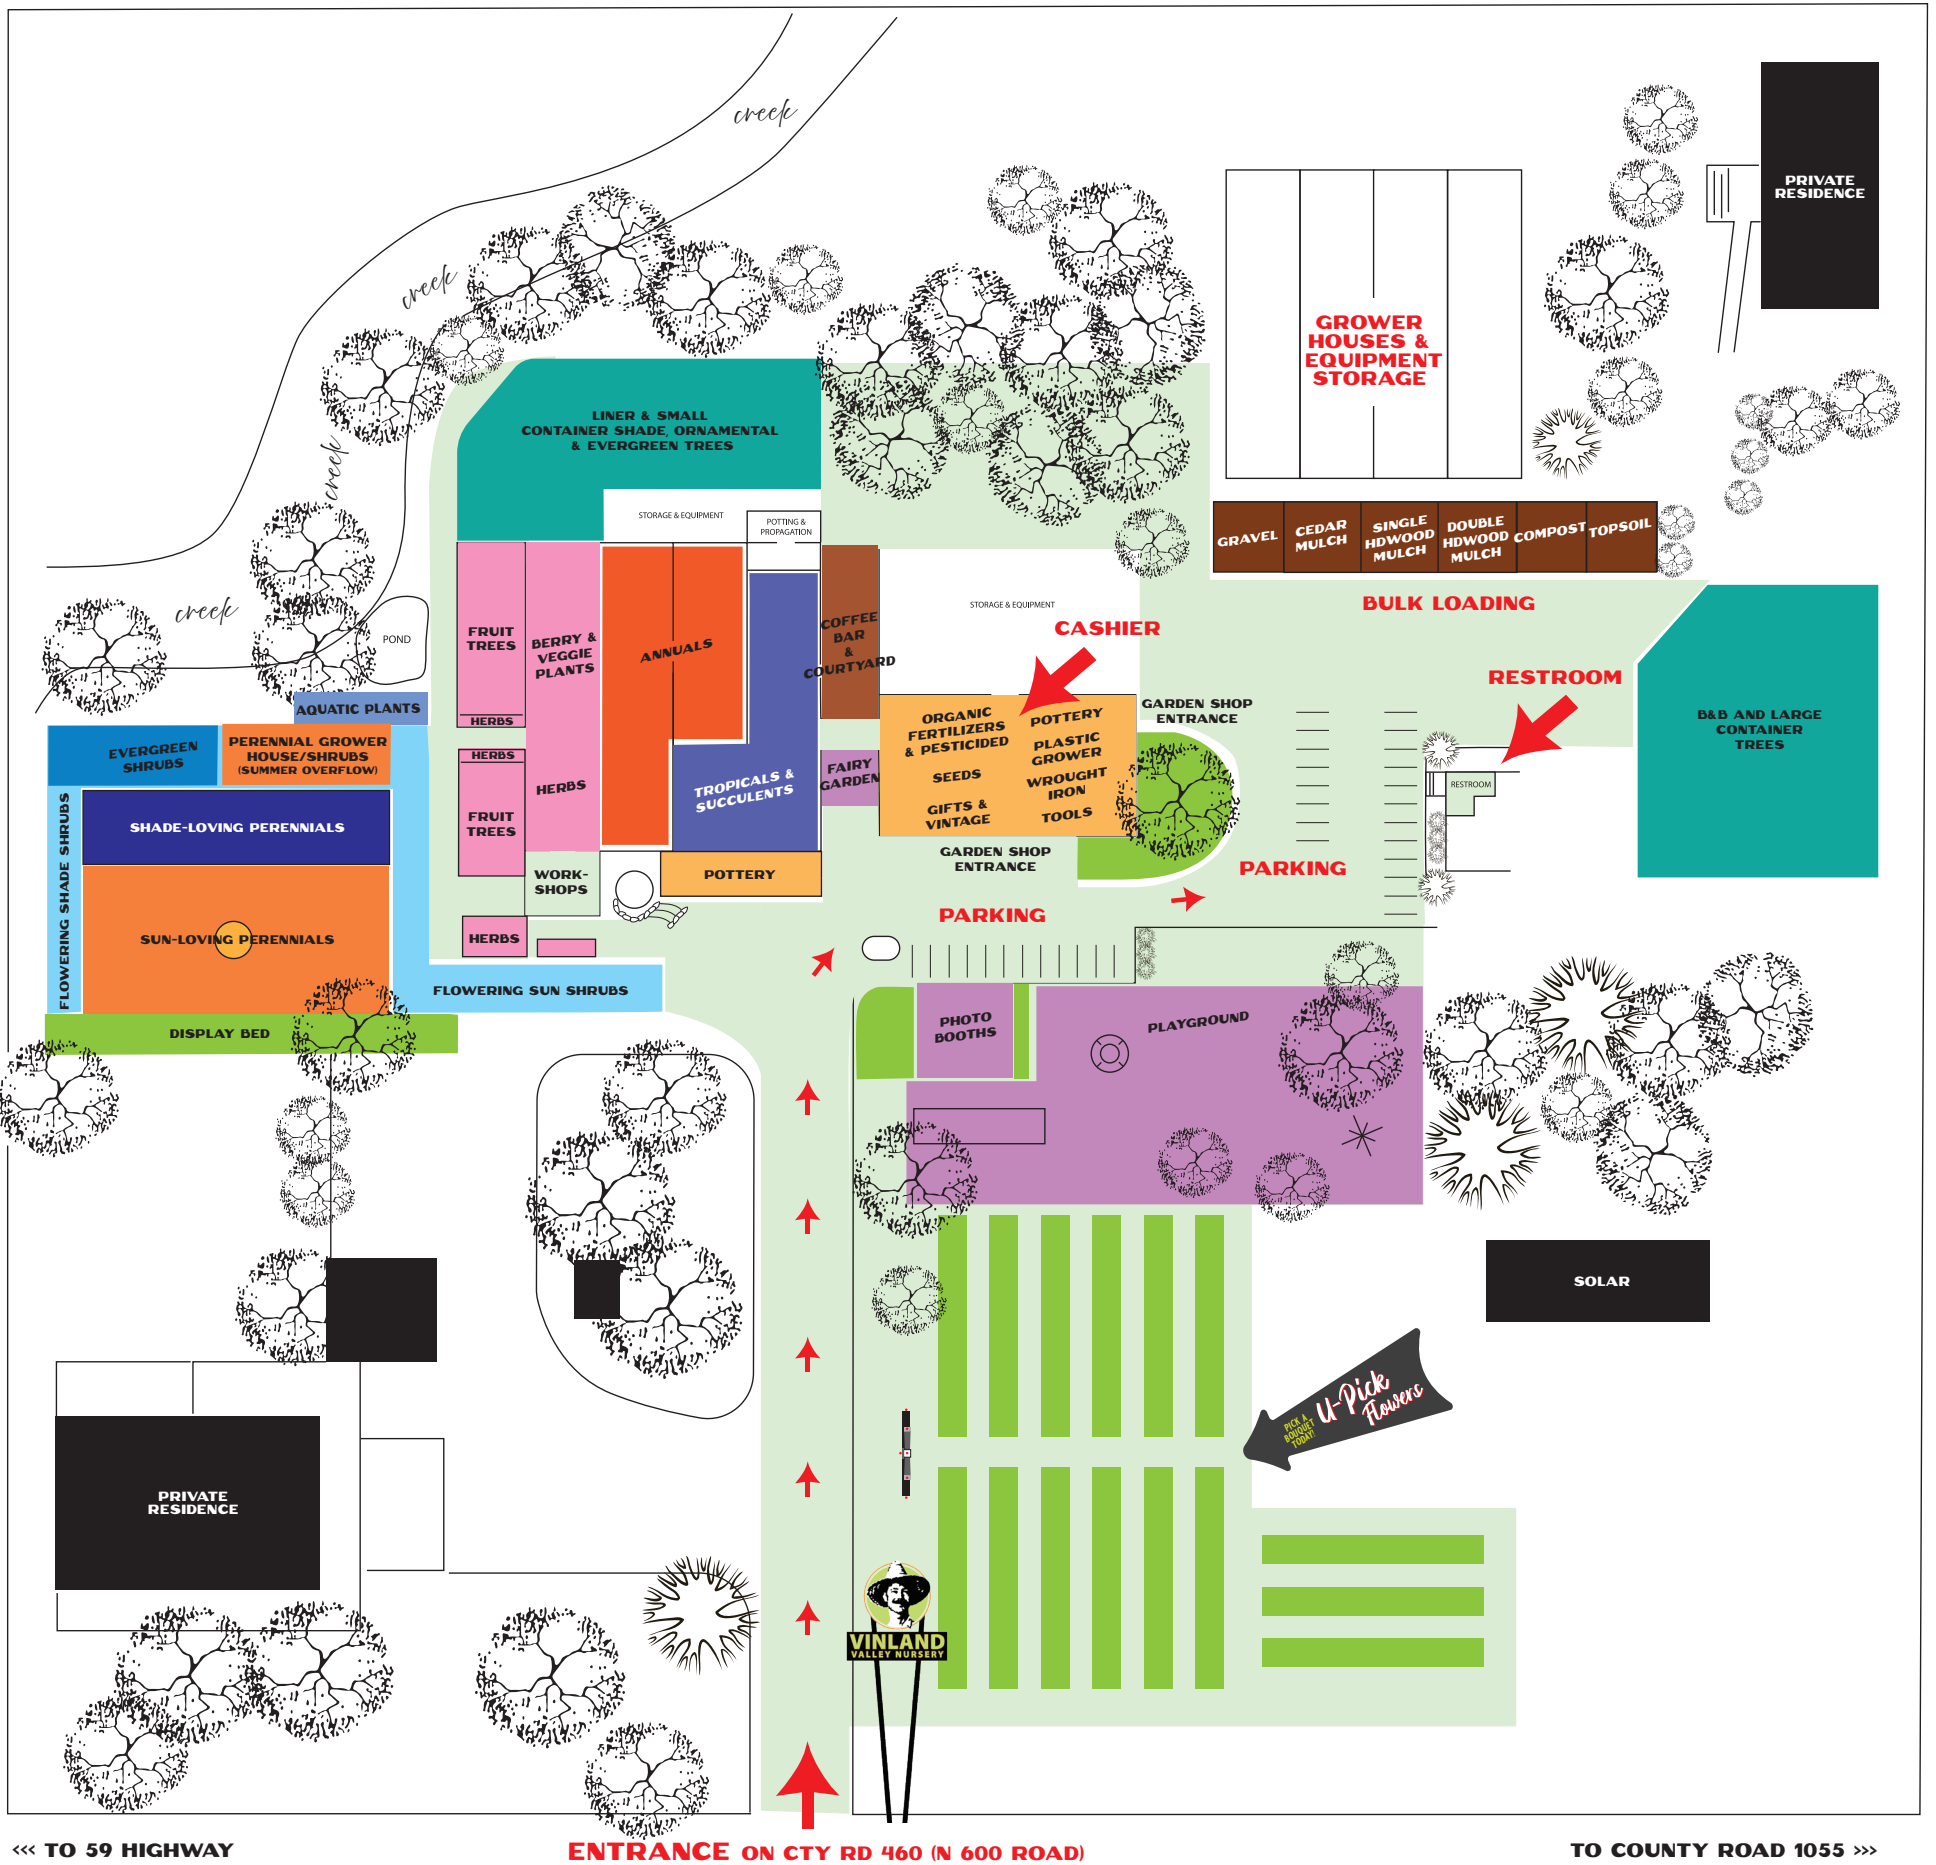 creek
PRIVATE
RESIDENCE
creek
GROWER
HOUSES &
EQUIPMENT
STORAGE
LINER & SMALL
CONTAINER SHADE, ORNAMENTAL
& EVERGREEN TREES
creek
STORAGE & EQUIPMENT
POTTING &
PROPAGATION
GRAVEL
CEDAR
MULCH
SINGLE
HDWOOD
MULCH
DOUBLE
HDWOOD
MULCH
COMPOST
TOPSOIL
creek
POND
FRUIT
TREES
BERRY &
VEGGIE
PLANTS
ANNUALS
COFFEE
BAR
&
COURTYARD
STORAGE & EQUIPMENT
CASHIER
BULK LOADING
RESTROOM
AQUATIC PLANTS
HERBS
HERBS
ORGANIC
FERTILIZERS
& PESTICIDED
POTTERY
GARDEN SHOP
ENTRANCE
B&B AND LARGE
CONTAINER
TREES
EVERGREEN
SHRUBS
PERENNIAL GROWER
HOUSE/SHRUBS
(SUMMER OVERFLOW)
HERBS
TROPICALS &
SUCCULENTS
FAIRY
GARDEN
SEEDS
PLASTIC
GROWER
WROUGHT
IRON
GIFTS &
VINTAGE
TOOLS
RESTROOM
FLOWERING SHADE SHRUBS
SHADE-LOVING PERENNIALS
FRUIT
TREES
WORK-
SHOPS
POTTERY
GARDEN SHOP
ENTRANCE
PARKING
PARKING
SUN-LOVING PERENNIALS
HERBS
FLOWERING SUN SHRUBS
DISPLAY BED
PHOTO
BOOTHS
PLAYGROUND
SOLAR
PICK A
BOUQUET
TODAY!
U-Pick
Flowers
PRIVATE
RESIDENCE
VINLAND
VALLEY NURSERY
<<< TO 59 HIGHWAY
ENTRANCE ON CTY RD 460 (N 600 ROAD)
TO COUNTY ROAD 1055 >>>